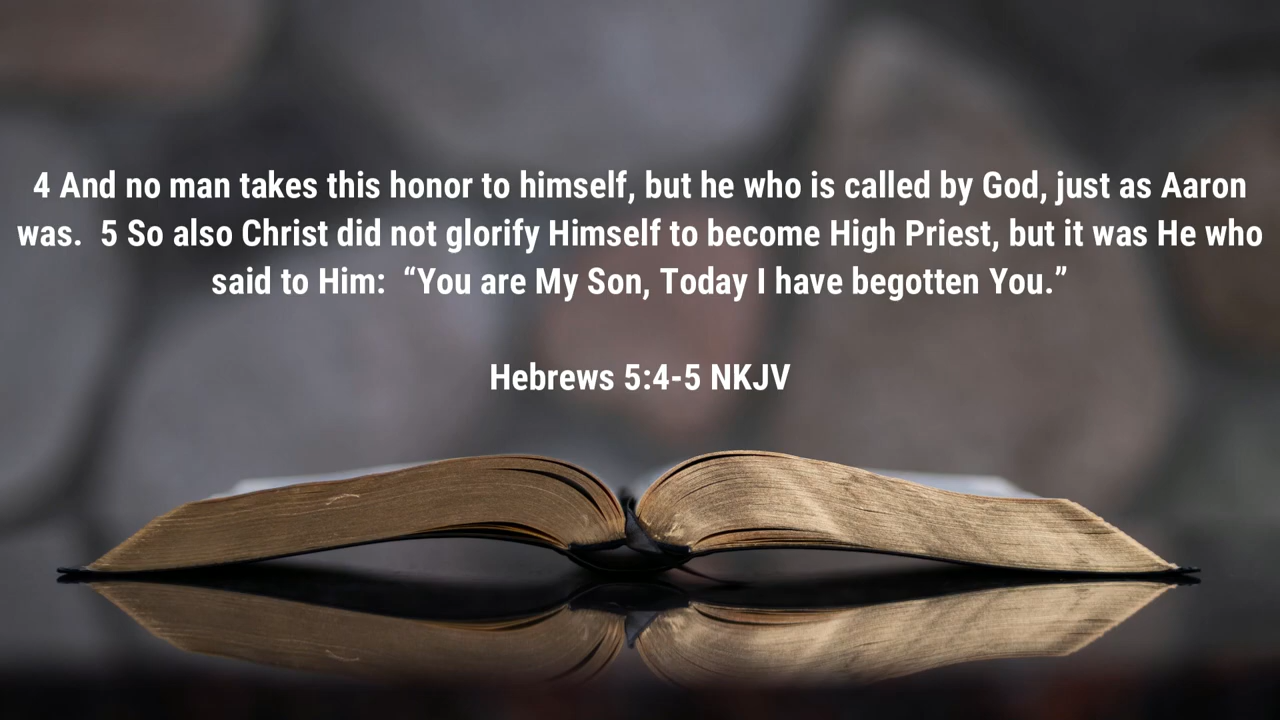 4 And no man takes this honor to himself, but he who is called by God, just as Aaron
was.  5 So also Christ did not glorify Himself to become High Priest, but it was He who
said to Him:  “You are My Son, Today I have begotten You.”
Hebrews 5:4-5 NKJV